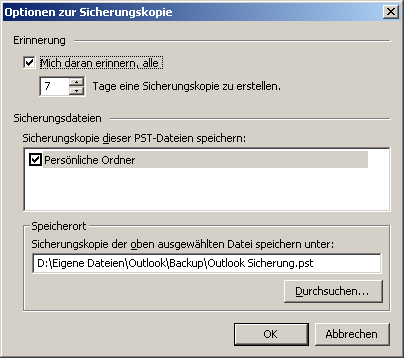 Optionen zur Sicherungskopie
Erinnerung
Mich daran erinnern, alle
7 Tage eine Sicherungskopie zu erstellen.
Sicherungsdateien
Sicherungskopie dieser PST-Dateien speichern:
Persönliche Ordner
Speicherort
Sicherungskopie der oben ausgewählten Datei speichern unter:
D:\Eigene Dateien\Outlook\Backup\Outlook Sicherung.pst
Durchsuchen...
OK Abbrechen